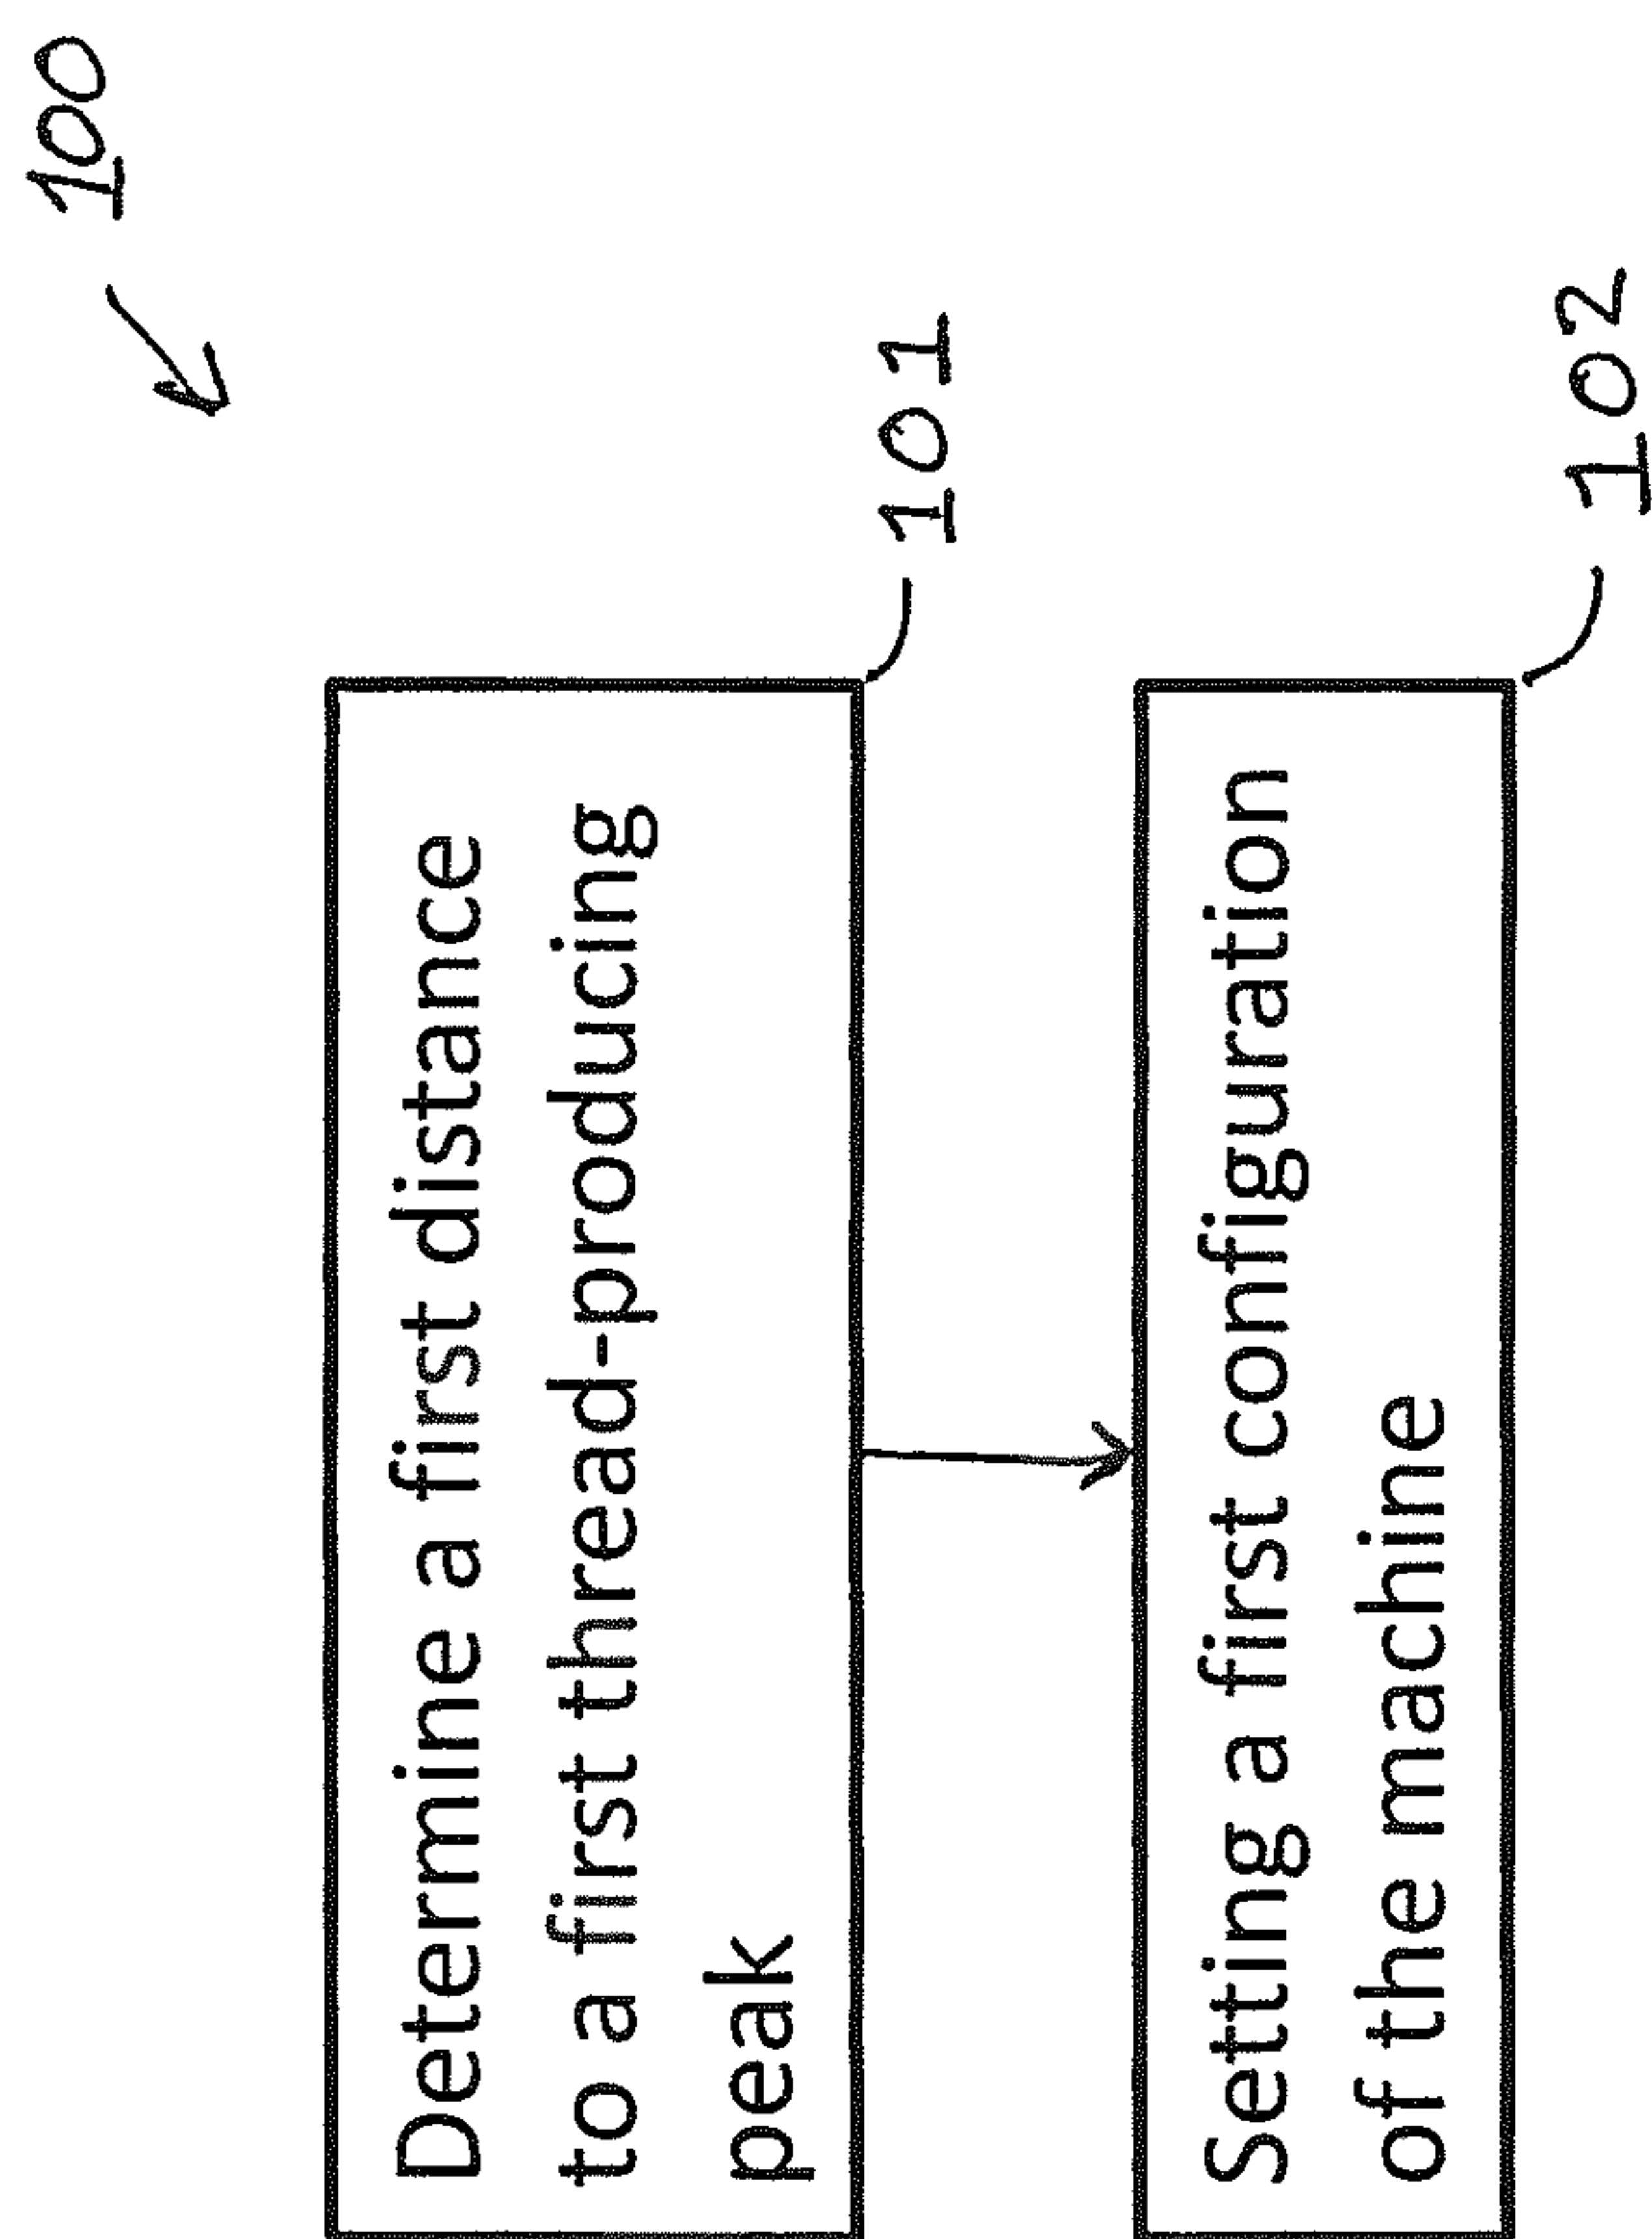 100
Determine a first distance
to a first thread-producing
peak
101
Setting a first configuration
of the machine
102